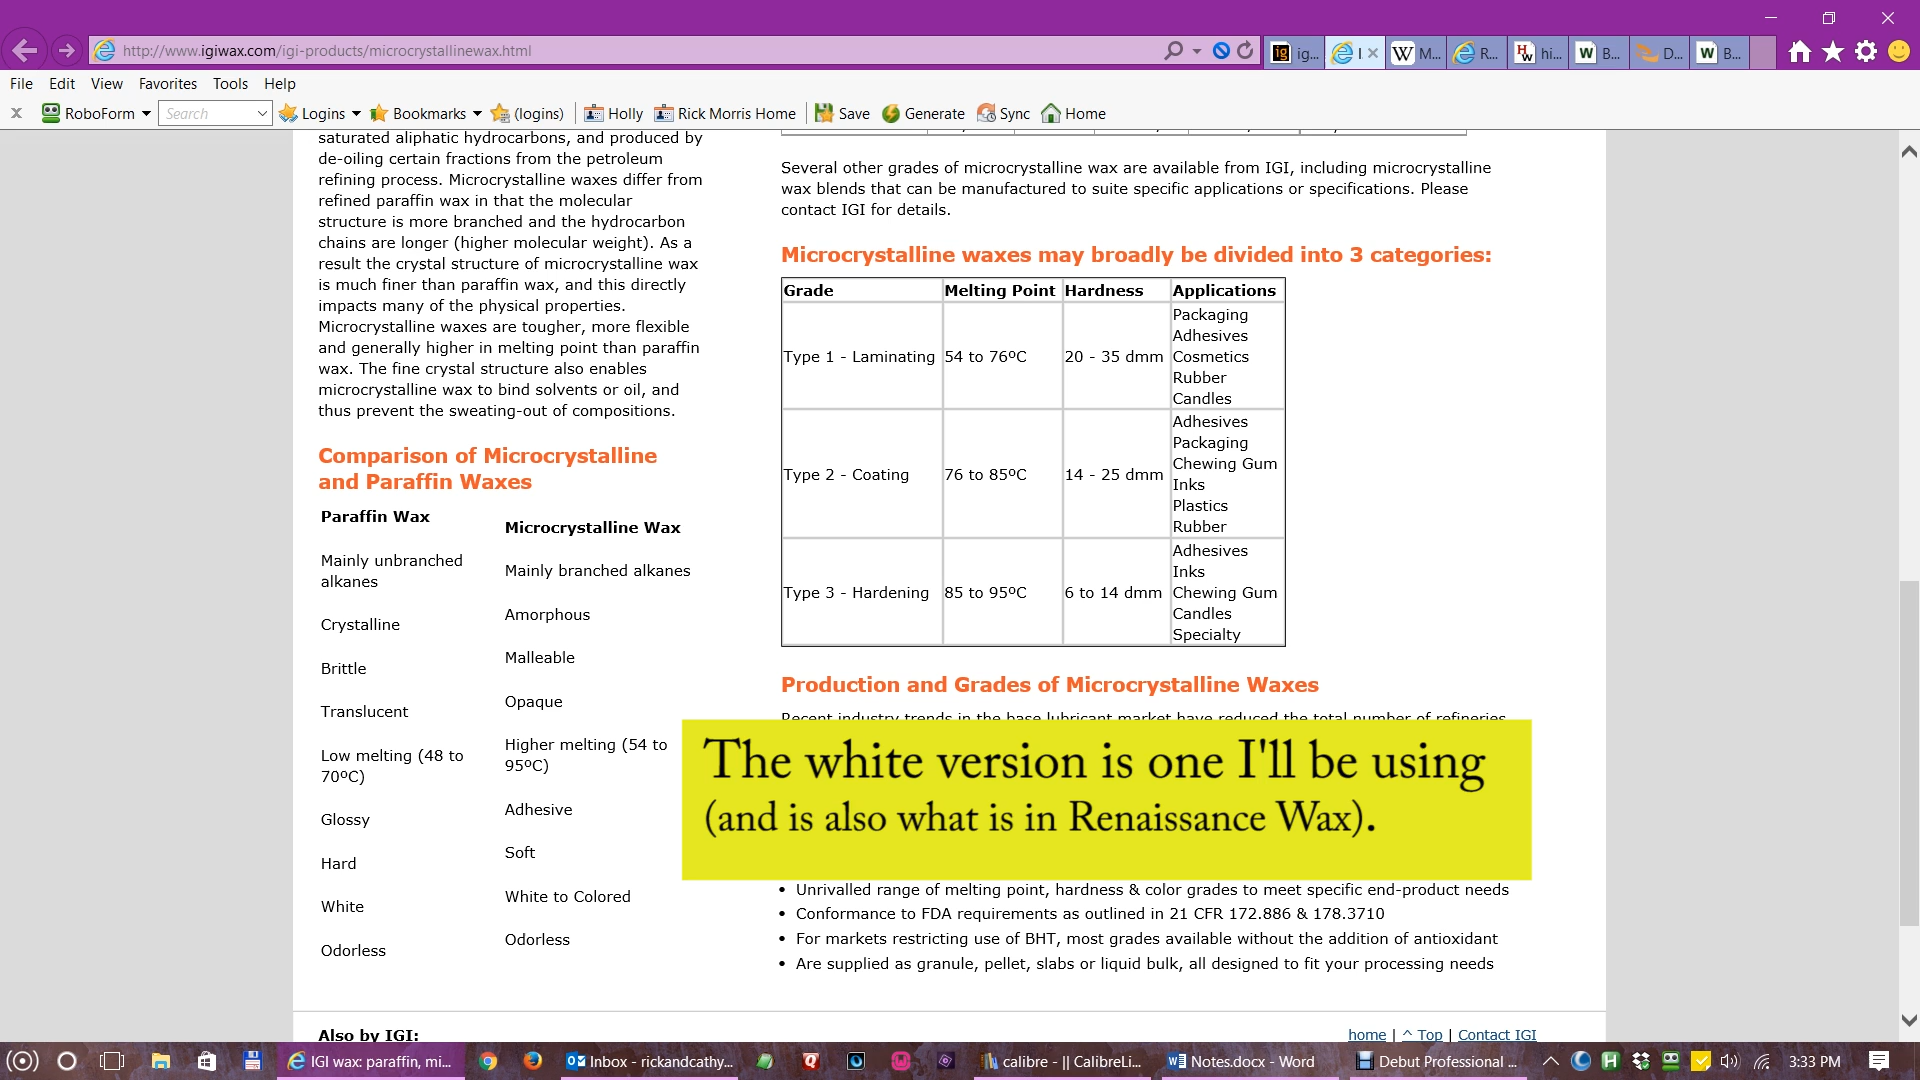 http://www.igiwax.com/igi-products/microcrystallinewax.html
ig...
I
M...
R...
hi...
B...
D...
B...
File Edit View Favorites Tools Help
x RoboForm Search Logins Bookmarks (logins) Holly Rick Morris Home Save Generate Sync Home
saturated aliphatic hydrocarbons, and produced by
de-oiling certain fractions from the petroleum
refining process. Microcrystalline waxes differ from
refined paraffin wax in that the molecular
structure is more branched and the hydrocarbon
chains are longer (higher molecular weight). As a
result the crystal structure of microcrystalline wax
is much finer than paraffin wax, and this directly
impacts many of the physical properties.
Microcrystalline waxes are tougher, more flexible
and generally higher in melting point than paraffin
wax. The fine crystal structure also enables
microcrystalline wax to bind solvents or oil, and
thus prevent the sweating-out of compositions.
Comparison of Microcrystalline
and Paraffin Waxes
Paraffin Wax
Mainly unbranched
alkanes
Crystalline
Brittle
Translucent
Low melting (48 to
70ºC)
Glossy
Hard
White
Odorless
Microcrystalline Wax
Mainly branched alkanes
Amorphous
Malleable
Opaque
Higher melting (54 to
95ºC)
Adhesive
Soft
White to Colored
Odorless
Several other grades of microcrystalline wax are available from IGI, including microcrystalline
wax blends that can be manufactured to suite specific applications or specifications. Please
contact IGI for details.
Microcrystalline waxes may broadly be divided into 3 categories:
Grade Melting Point Hardness Applications
Type 1 - Laminating 54 to 76ºC 20 - 35 dmm
Packaging
Adhesives
Cosmetics
Rubber
Candles
Type 2 - Coating 76 to 85ºC 14 - 25 dmm
Adhesives
Packaging
Chewing Gum
Inks
Plastics
Rubber
Type 3 - Hardening 85 to 95ºC 6 to 14 dmm
Adhesives
Inks
Chewing Gum
Candles
Specialty
Production and Grades of Microcrystalline Waxes
Recent industry trends in the base lubricant market have reduced the total number of refineries
The white version is one I'll be using
(and is also what is in Renaissance Wax).
• Unrivalled range of melting point, hardness & color grades to meet specific end-product needs
• Conformance to FDA requirements as outlined in 21 CFR 172.886 & 178.3710
• For markets restricting use of BHT, most grades available without the addition of antioxidant
• Are supplied as granule, pellet, slabs or liquid bulk, all designed to fit your processing needs
Also by IGI:
home | ^ Top | Contact IGI
IGI wax: paraffin, mi...
Inbox - rickandcathy...
calibre - || CalibreLi...
Notes.docx - Word
Debut Professional ...
3:33 PM